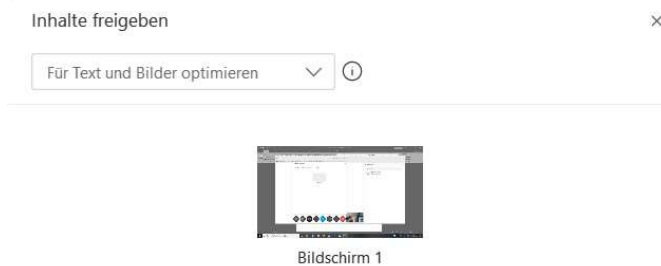 Inhalte freigeben
Für Text und Bilder optimieren
Bildschirm 1